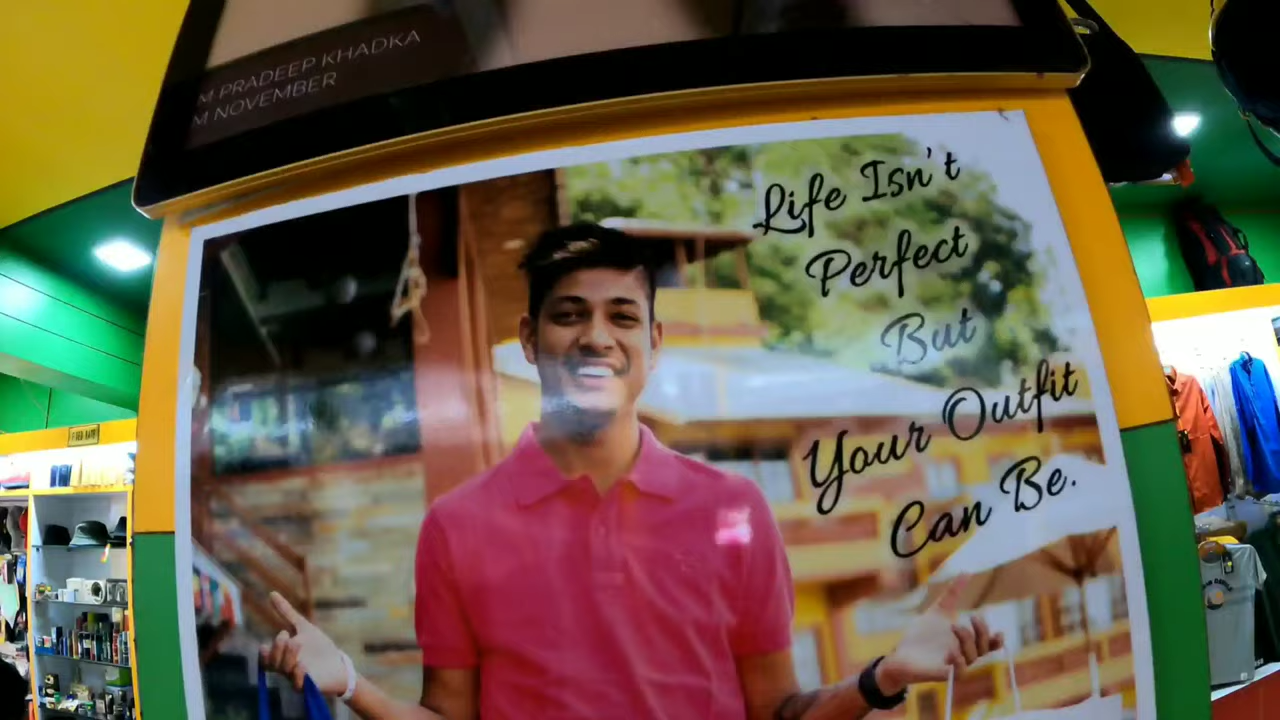 M PRADEEP KHADKA
M NOVEMBER
Life Isn't
Perfect
But
Your Outfit
Can Be.